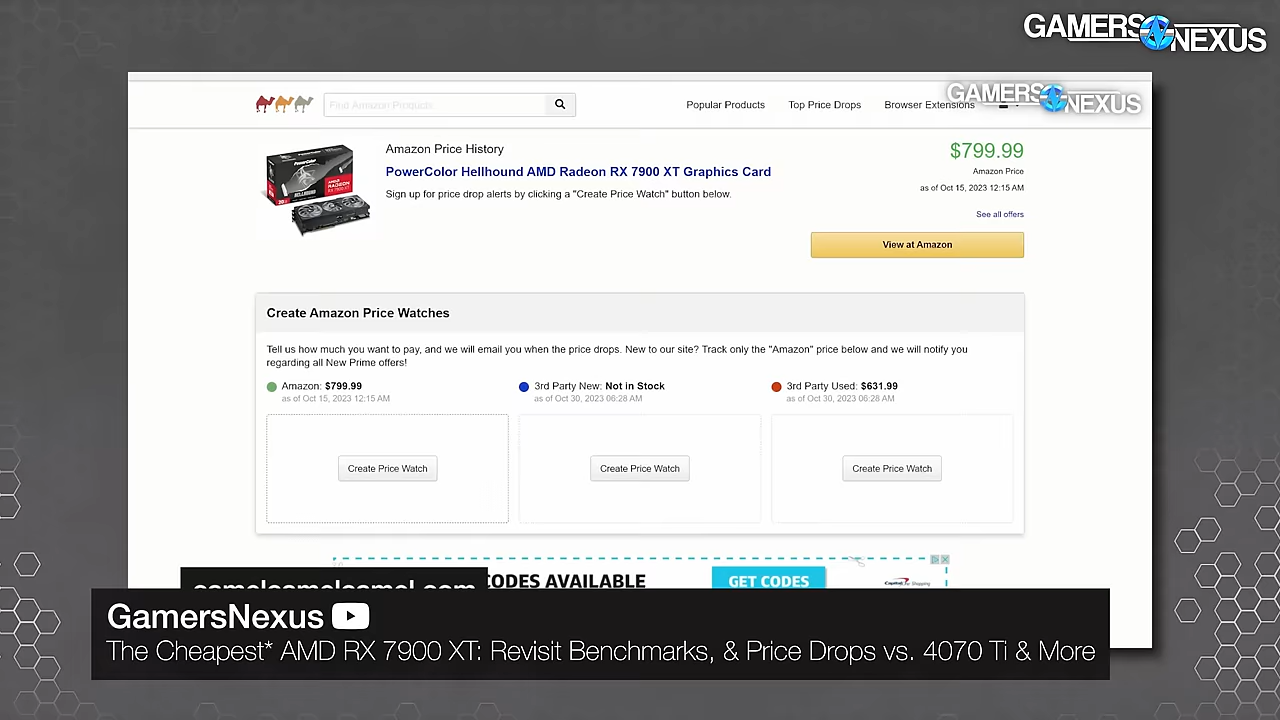 GAMERS NEXUS
GAMERS NEXUS
Find Amazon Products
Popular Products
Top Price Drops
Browser Extensions
Amazon Price History
PowerColor Hellhound AMD Radeon RX 7900 XT Graphics Card
Sign up for price drop alerts by clicking a "Create Price Watch" button below.
$799.99
Amazon Price
as of Oct 15, 2023 12:15 AM
See all offers
View at Amazon
Create Amazon Price Watches
Tell us how much you want to pay, and we will email you when the price drops. New to our site? Track only the "Amazon" price below and we will notify you
regarding all New Prime offers!
Amazon: $799.99
as of Oct 15, 2023 12:15 AM
3rd Party New: Not in Stock
as of Oct 30, 2023 06:28 AM
3rd Party Used: $631.99
as of Oct 30, 2023 06:28 AM
Create Price Watch
Create Price Watch
Create Price Watch
CODES AVAILABLE
GET CODES
camelcamelcamel.com
GamersNexus
The Cheapest* AMD RX 7900 XT: Revisit Benchmarks, & Price Drops vs. 4070 Ti & More